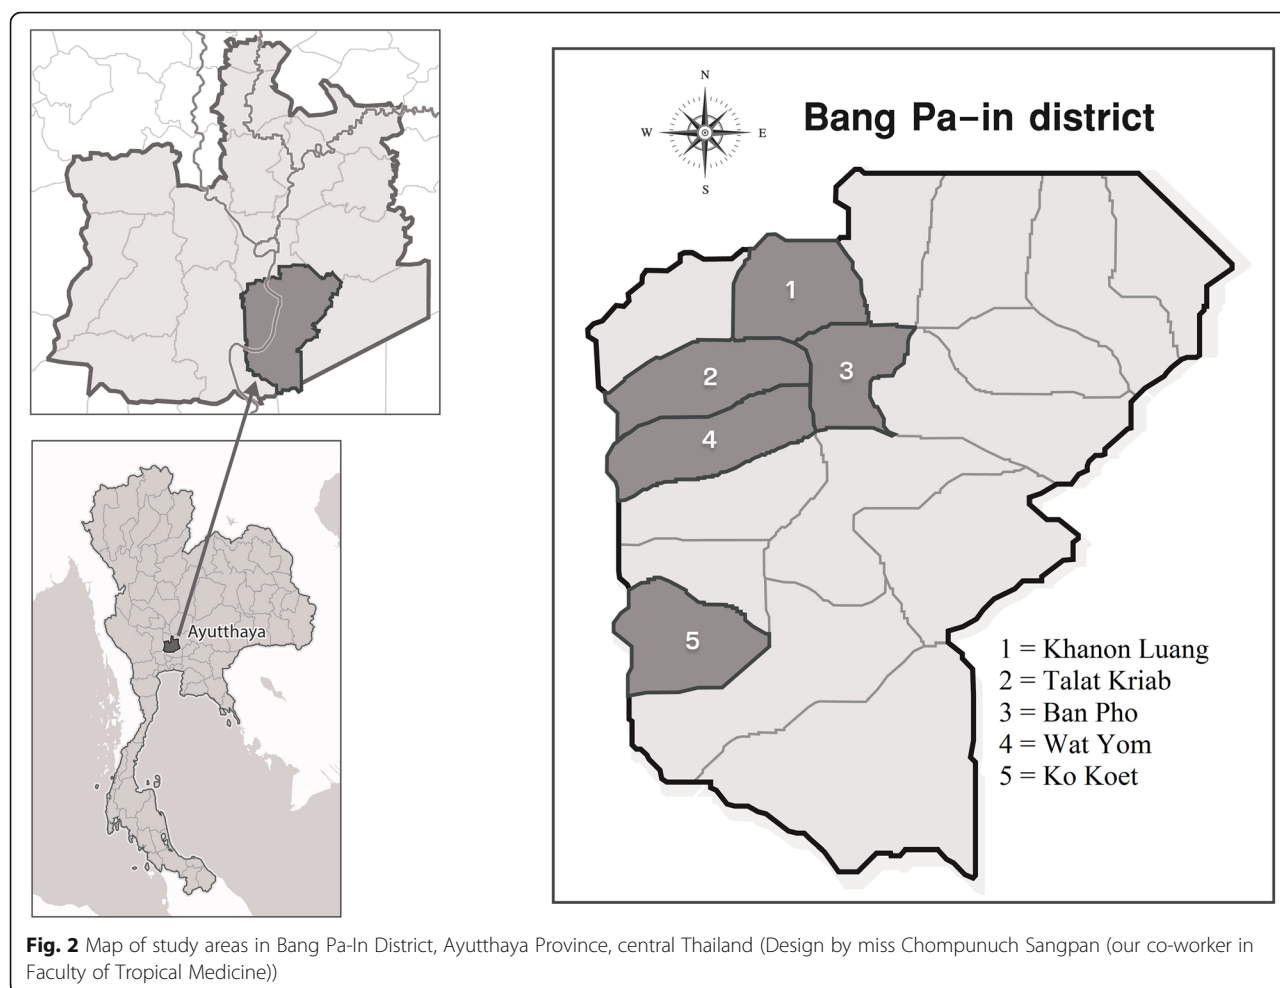 N
W
E
S
Bang Pa-in district
1
2
3
4
5
Ayutthaya
1 = Khanon Luang
2 = Talat Kriab
3 = Ban Pho
4 = Wat Yom
5 = Ko Koet
Fig. 2 Map of study areas in Bang Pa-In District, Ayutthaya Province, central Thailand (Design by miss Chompunuch Sangpan (our co-worker in
Faculty of Tropical Medicine))